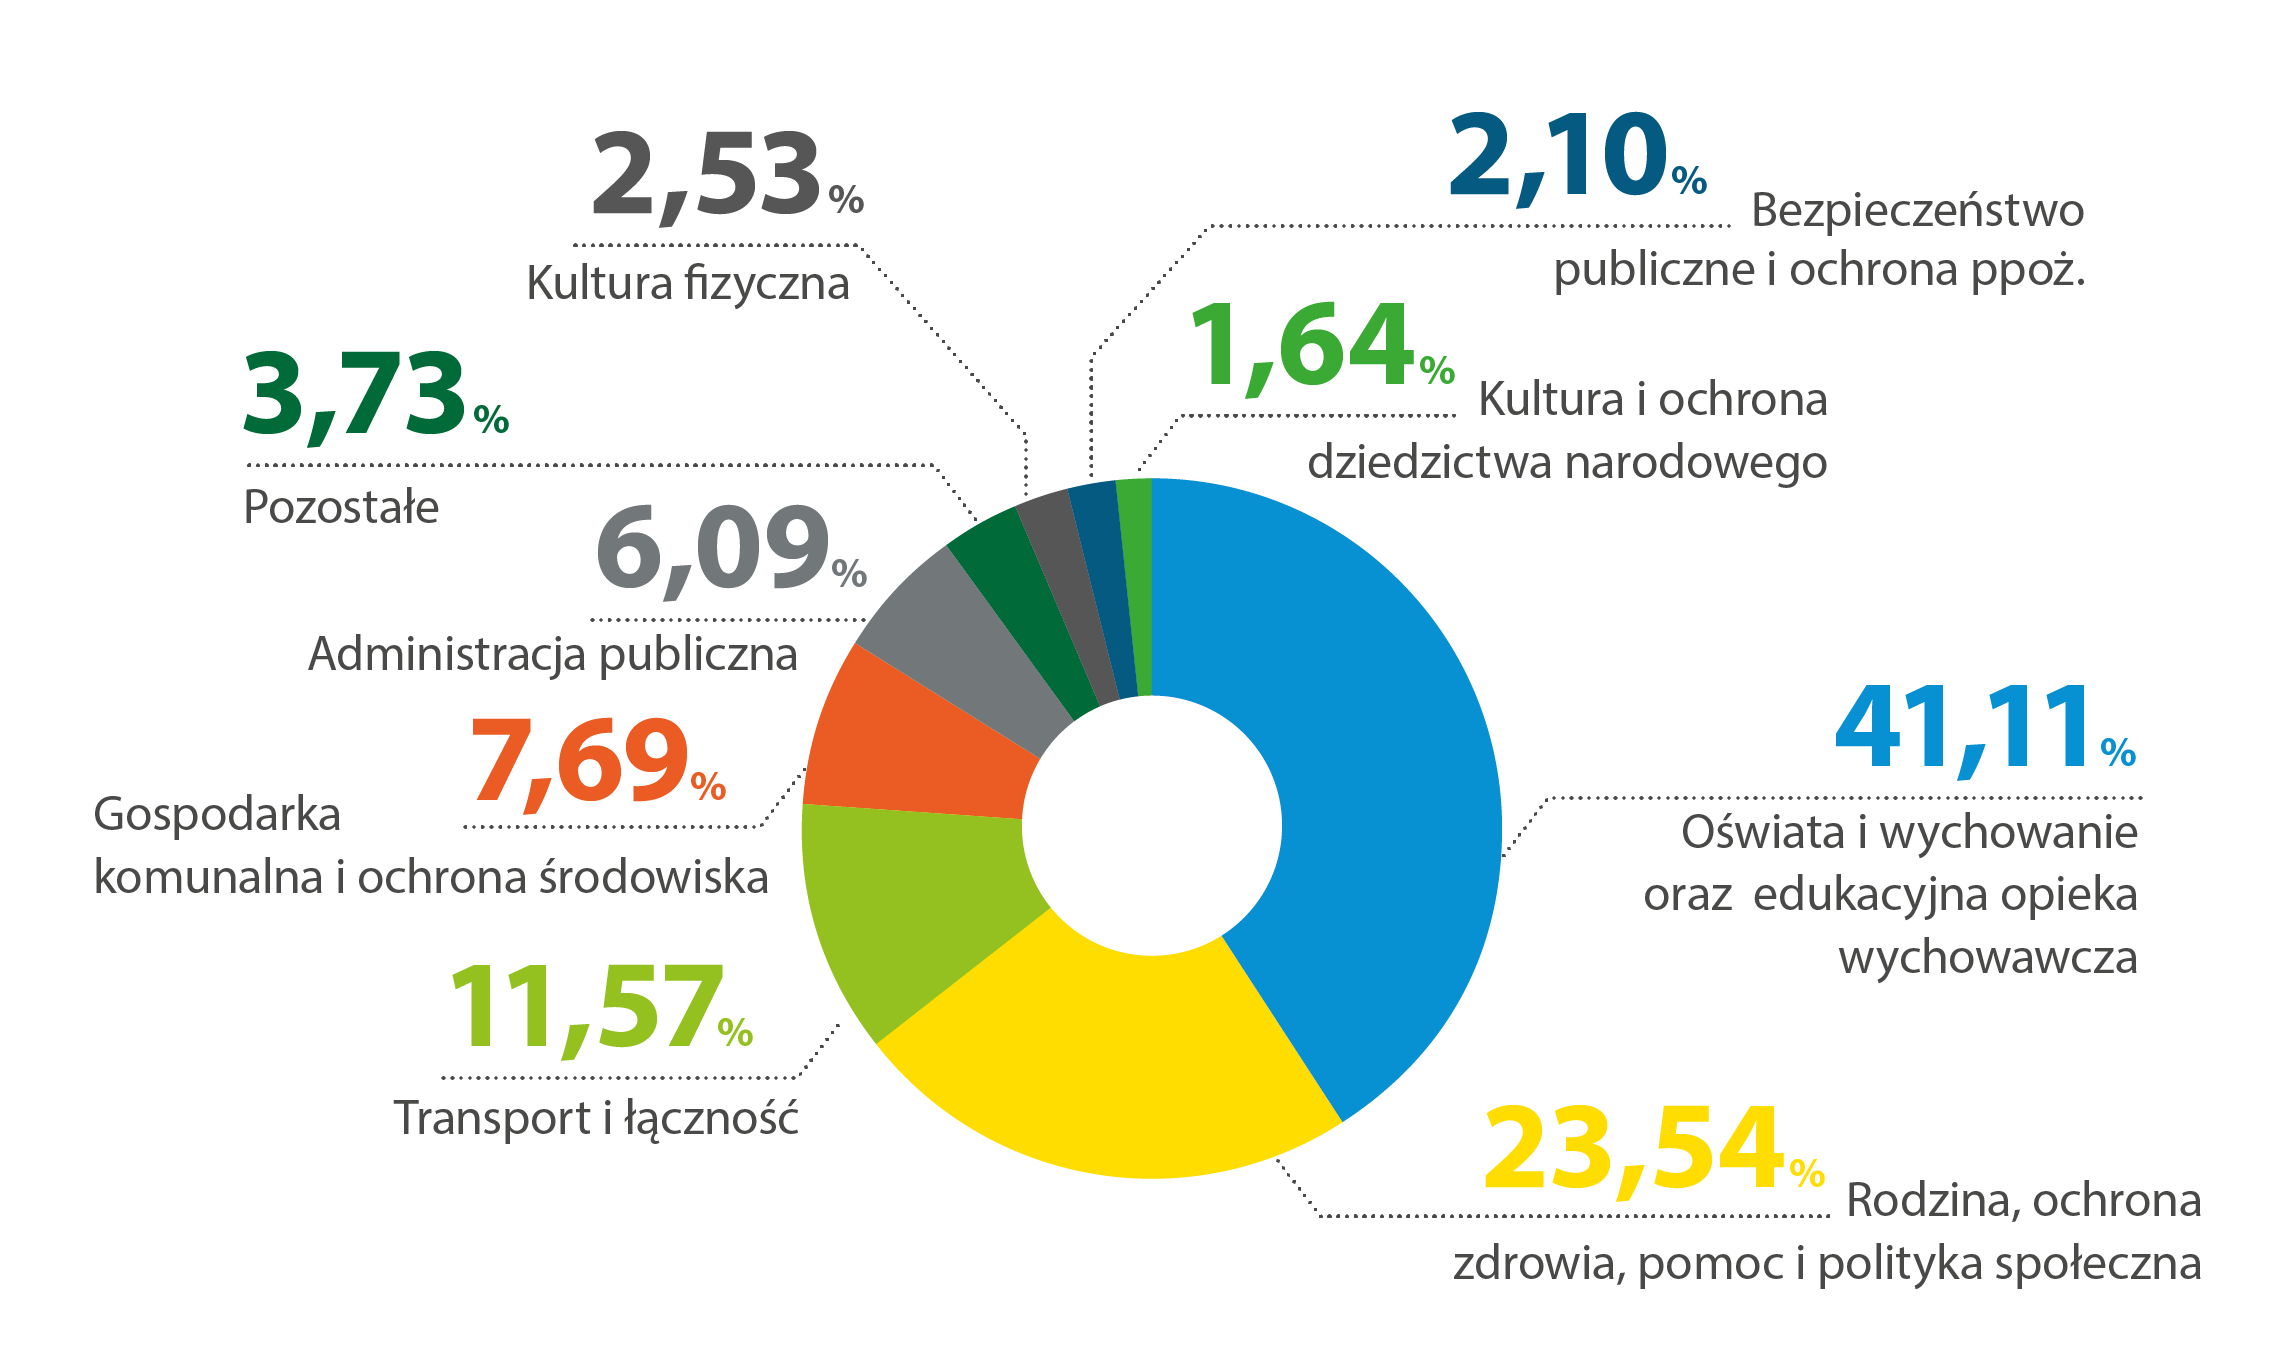 2,53%
Kultura fizyczna
2,10%
Bezpieczeństwo
publiczne i ochrona ppoż.
1,64%
Kultura i ochrona
dziedzictwa narodowego
3,73%
Pozostałe
6,09%
Administracja publiczna
7,69%
Gospodarka
komunalna i ochrona środowiska
41,11%
Oświata i wychowanie
oraz edukacyjna opieka
wychowawcza
11,57%
Transport i łączność
23,54%
Rodzina, ochrona
zdrowia, pomoc i polityka społeczna